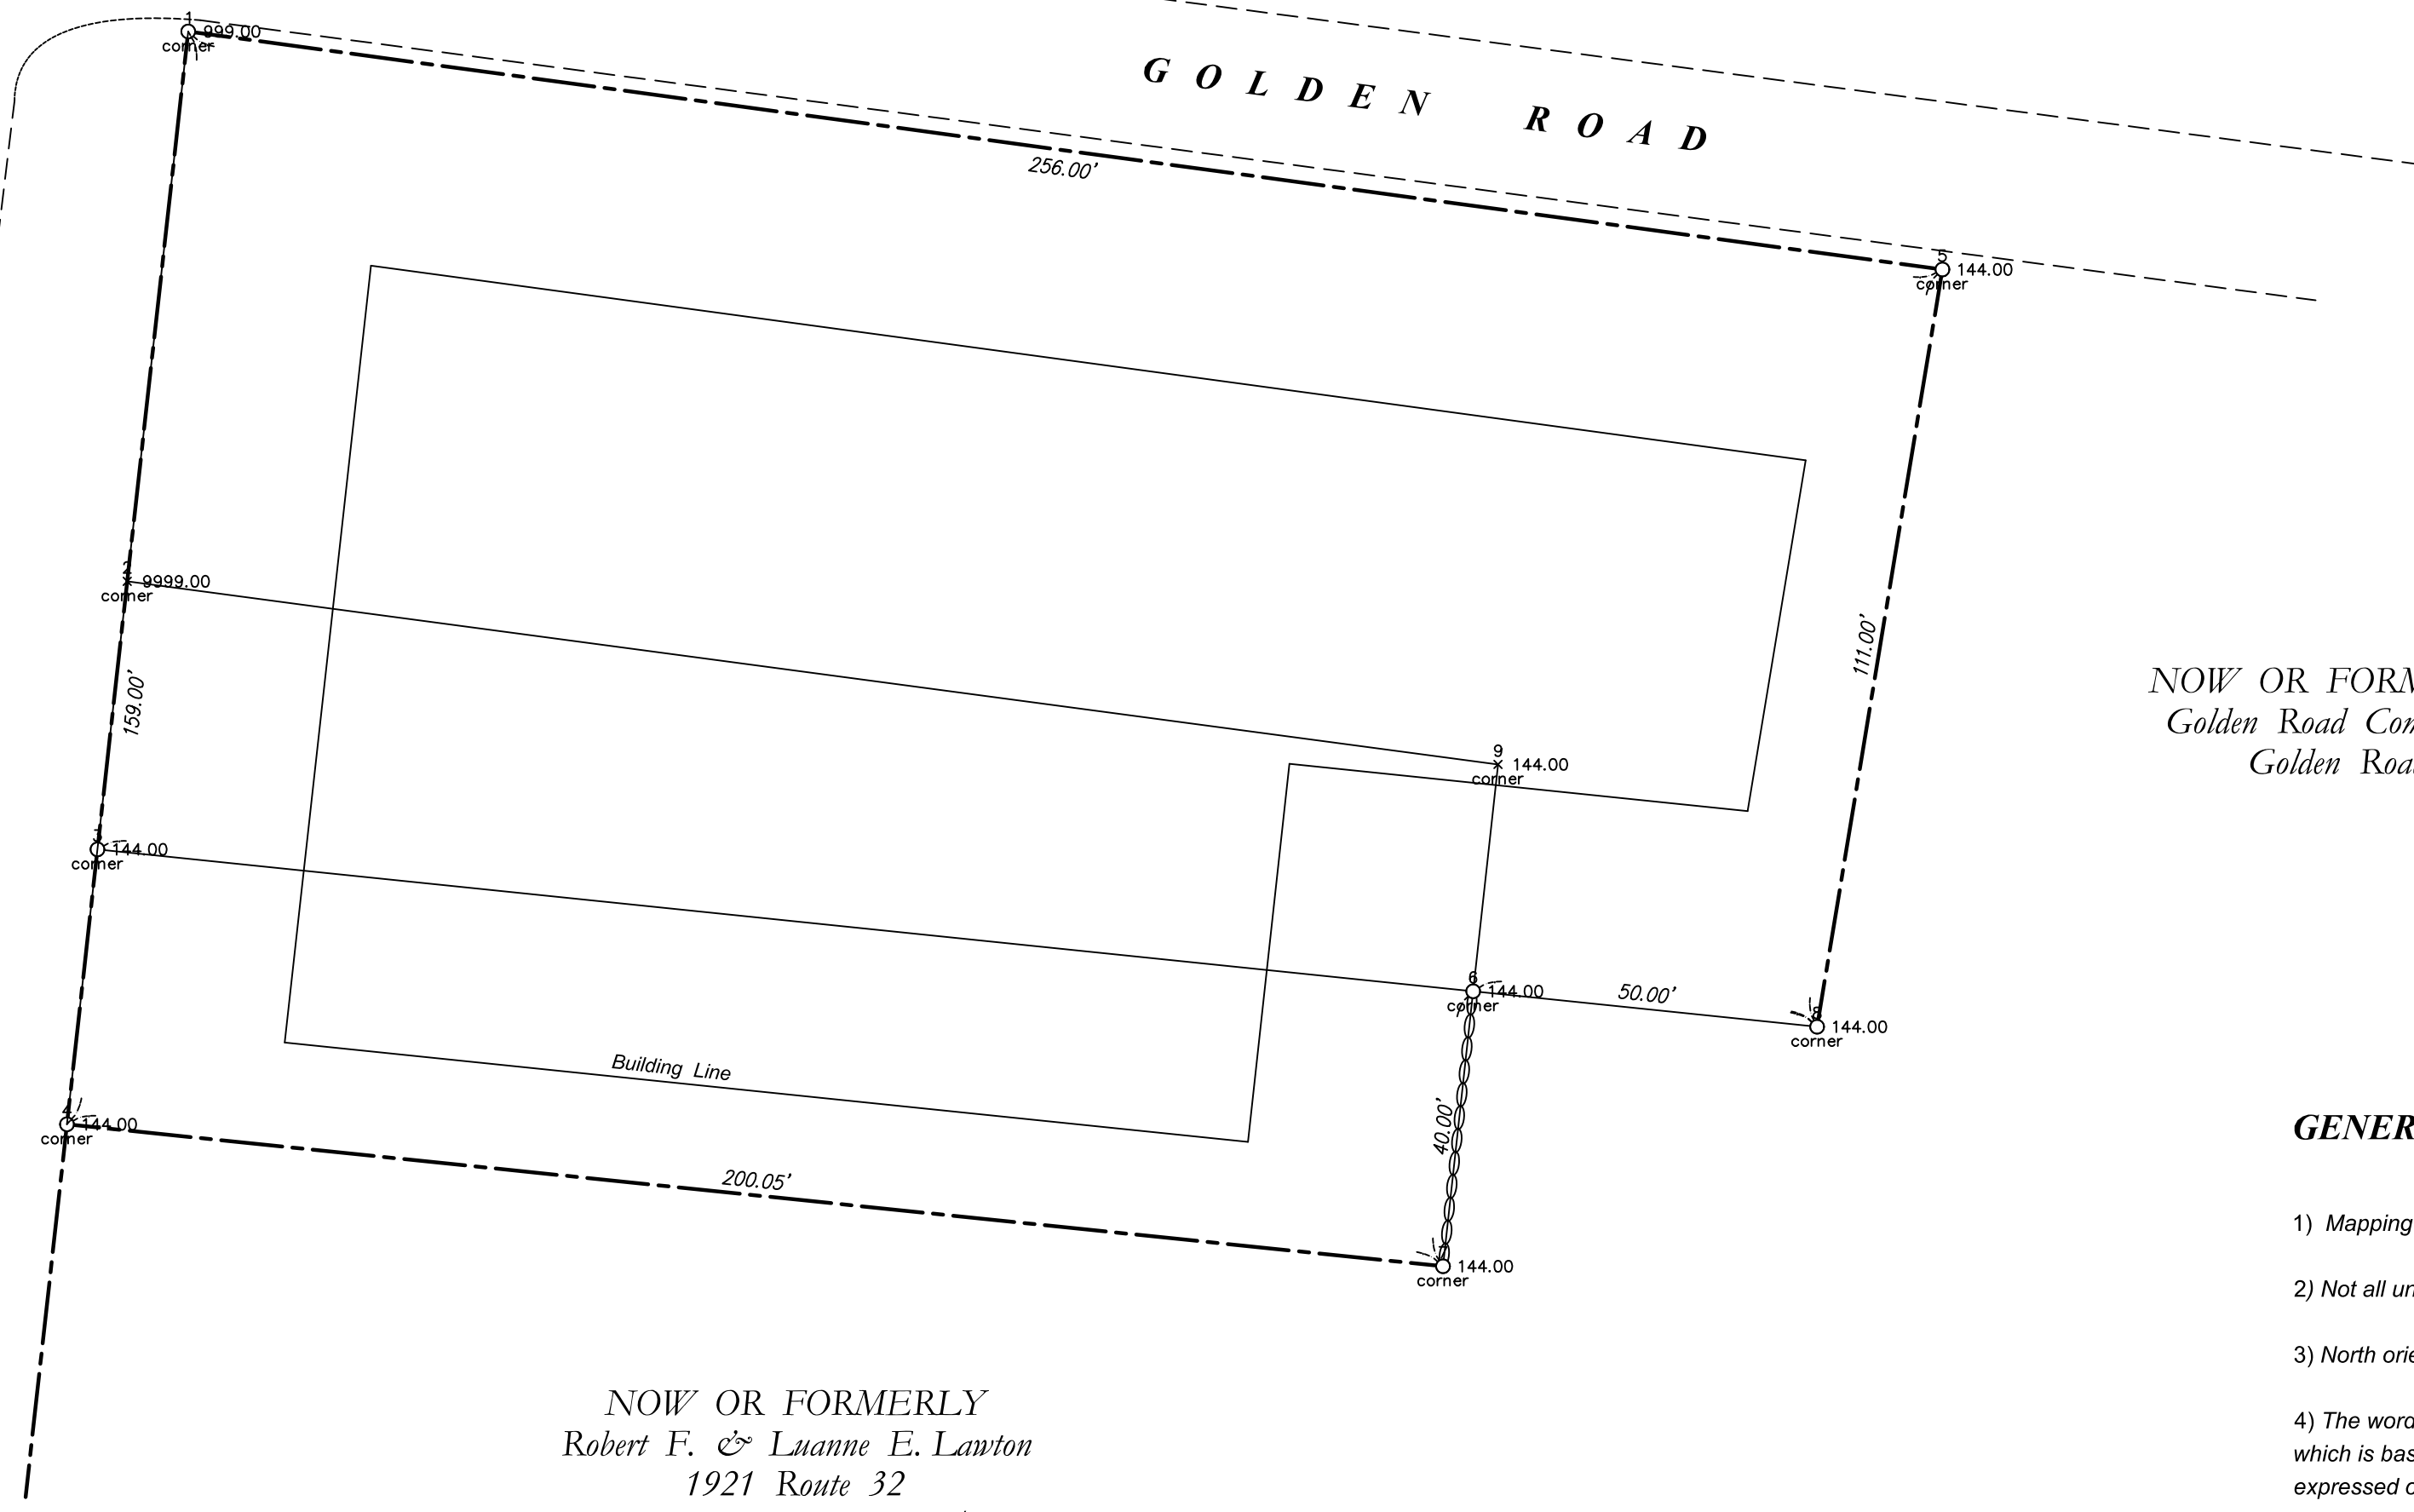 1
999.00
corner
GOLDEN ROAD
256.00'
5
144.00
corner
2
9999.00
corner
159.00'
111.00'
NOW OR FORM
Golden Road Com
Golden Roa
9
144.00
corner
3
144.00
corner
6
144.00
corner
50.00'
8
144.00
corner
Building Line
40.00'
4
144.00
corner
200.05'
144.00
corner
GENER
1) Mapping
2) Not all un
3) North orie
4) The word
which is bas
expressed o
NOW OR FORMERLY
Robert F. & Luanne E. Lawton
1921 Route 32